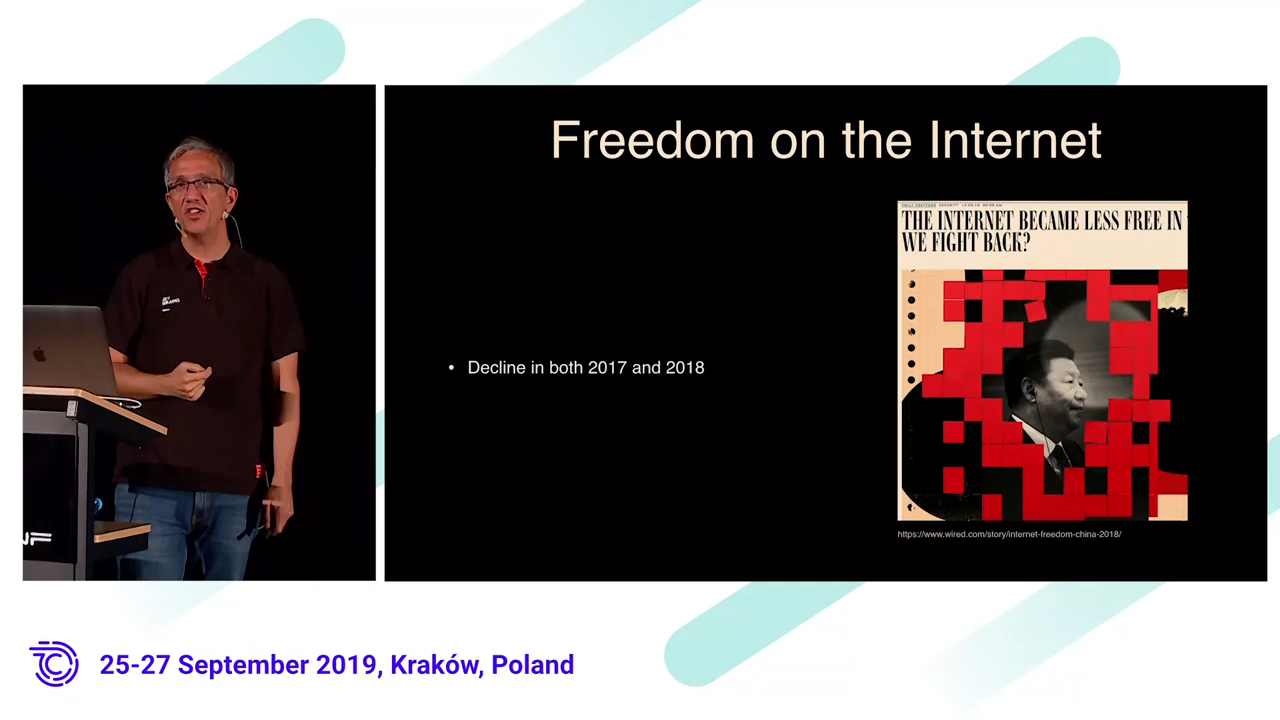 Freedom on the Internet
THE INTERNET BECAME LESS FREE IN
WE FIGHT BACK?
• Decline in both 2017 and 2018
https://www.wired.com/story/internet-freedom-china-2018/
25-27 September 2019, Kraków, Poland